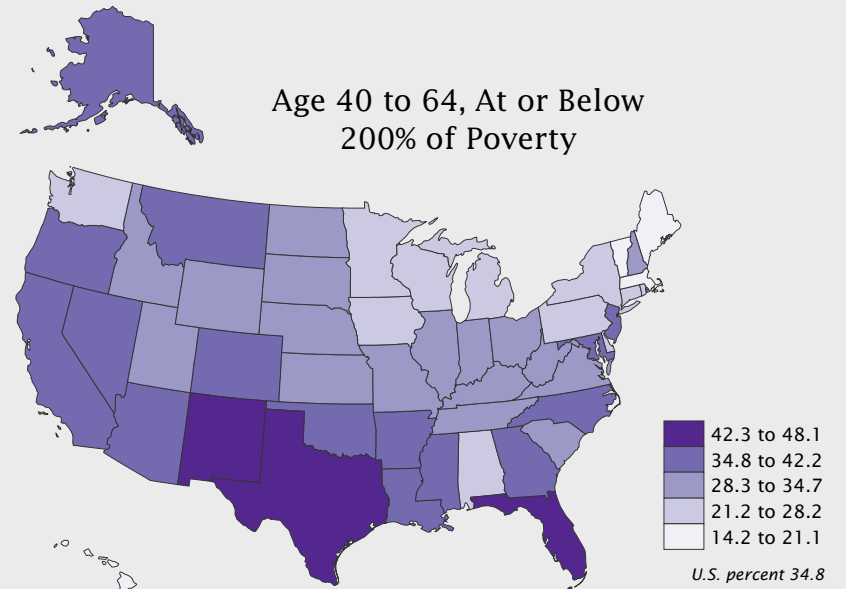 Age 40 to 64, At or Below
200% of Poverty
42.3 to 48.1
34.8 to 42.2
28.3 to 34.7
21.2 to 28.2
14.2 to 21.1
U.S. percent 34.8